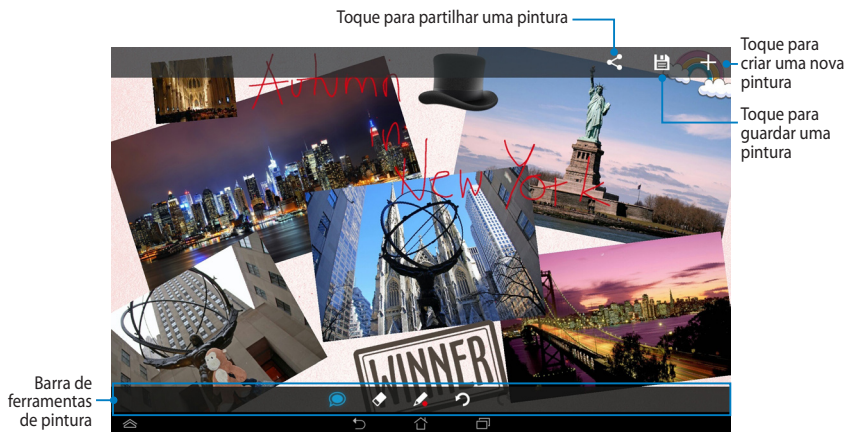 Toque para partilhar uma pintura
Toque para
criar uma nova
pintura
Toque para
guardar uma
pintura
Autumn
in
New York
WINNER
Barra de
ferramentas
de pintura